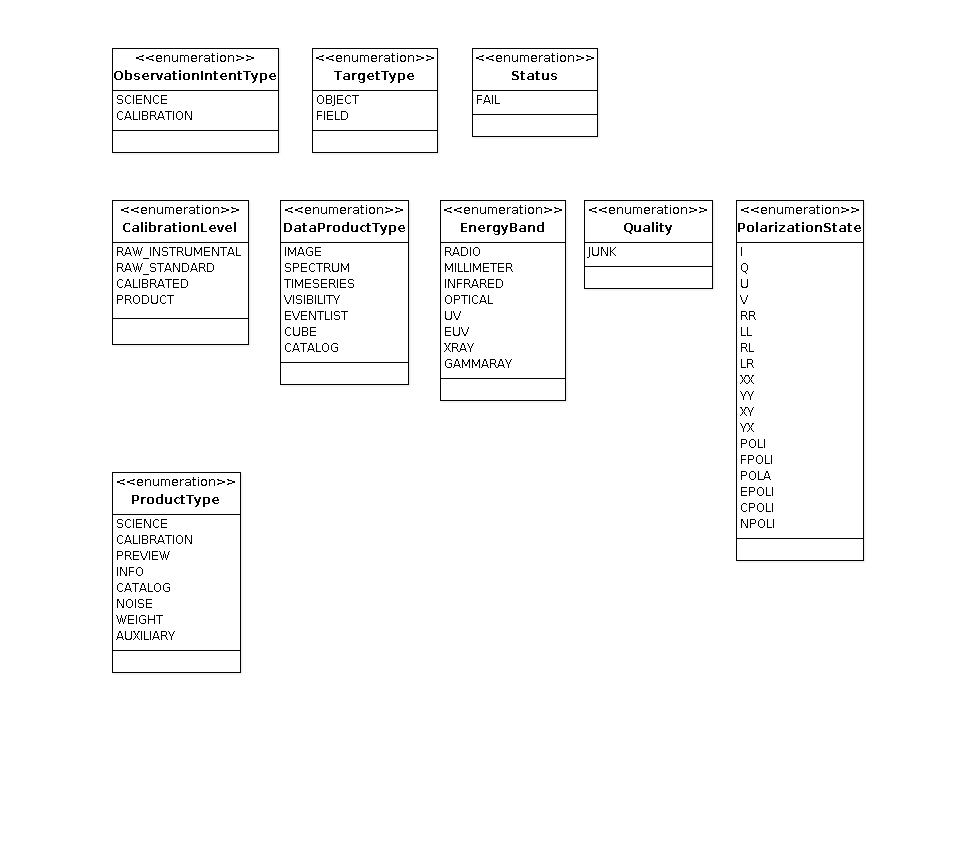 <<enumeration>>
ObservationIntentType
SCIENCE
CALIBRATION
<<enumeration>>
TargetType
OBJECT
FIELD
<<enumeration>>
Status
FAIL
<<enumeration>>
CalibrationLevel
RAW_INSTRUMENTAL
RAW_STANDARD
CALIBRATED
PRODUCT
<<enumeration>>
DataProductType
IMAGE
SPECTRUM
TIMESERIES
VISIBILITY
EVENTLIST
CUBE
CATALOG
<<enumeration>>
EnergyBand
RADIO
MILLIMETER
INFRARED
OPTICAL
UV
EUV
XRAY
GAMMARAY
<<enumeration>>
Quality
JUNK
<<enumeration>>
PolarizationState
I
Q
U
V
RR
LL
RL
LR
XX
YY
XY
YX
POLI
FPOLI
POLA
EPOLI
CPOLI
NPOLI
<<enumeration>>
ProductType
SCIENCE
CALIBRATION
PREVIEW
INFO
CATALOG
NOISE
WEIGHT
AUXILIARY